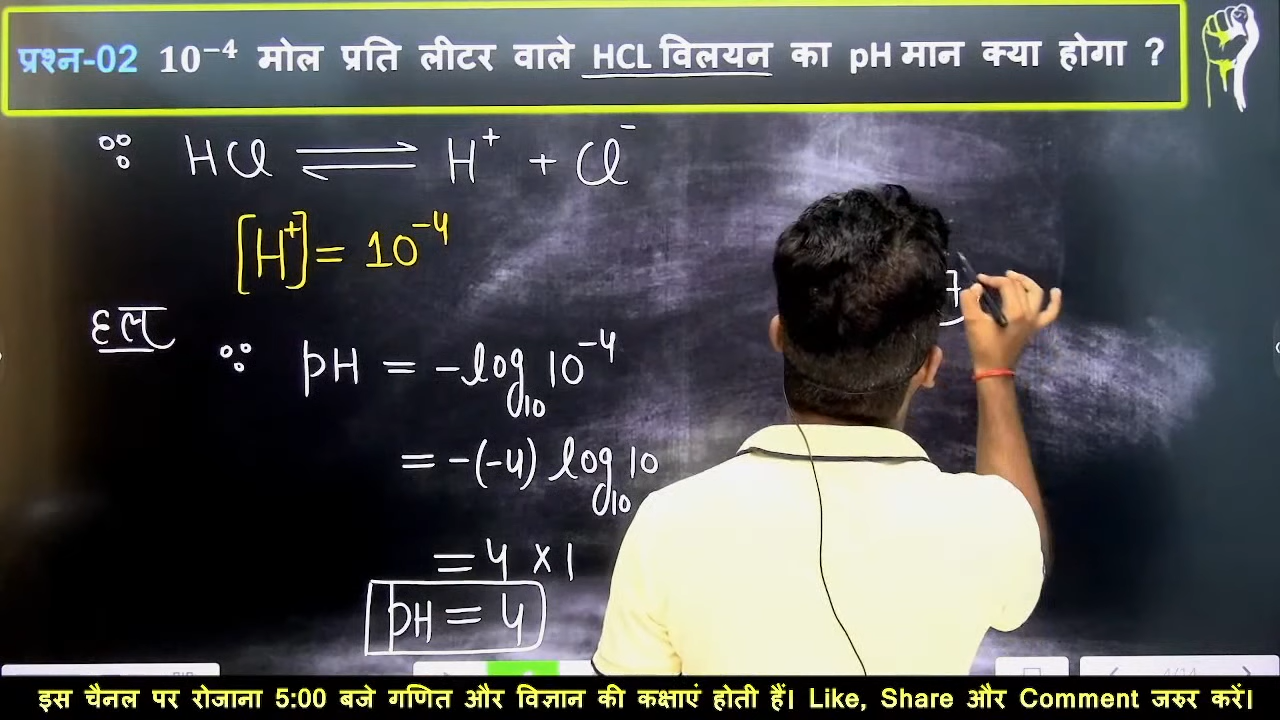 प्रश्न-02 10⁻⁴ मोल प्रति लीटर वाले HCL विलयन का pH मान क्या होगा ?
∵ HCl ⇌ H⁺ + Cl⁻
[H⁺] = 10⁻⁴
हल
7
∵ pH = -log₁₀ 10⁻⁴
= -(-4) log₁₀ 10
= 4 × 1
pH = 4
इस चैनल पर रोजाना 5:00 बजे गणित और विज्ञान की कक्षाएं होती हैं। Like, Share और Comment जरुर करें।